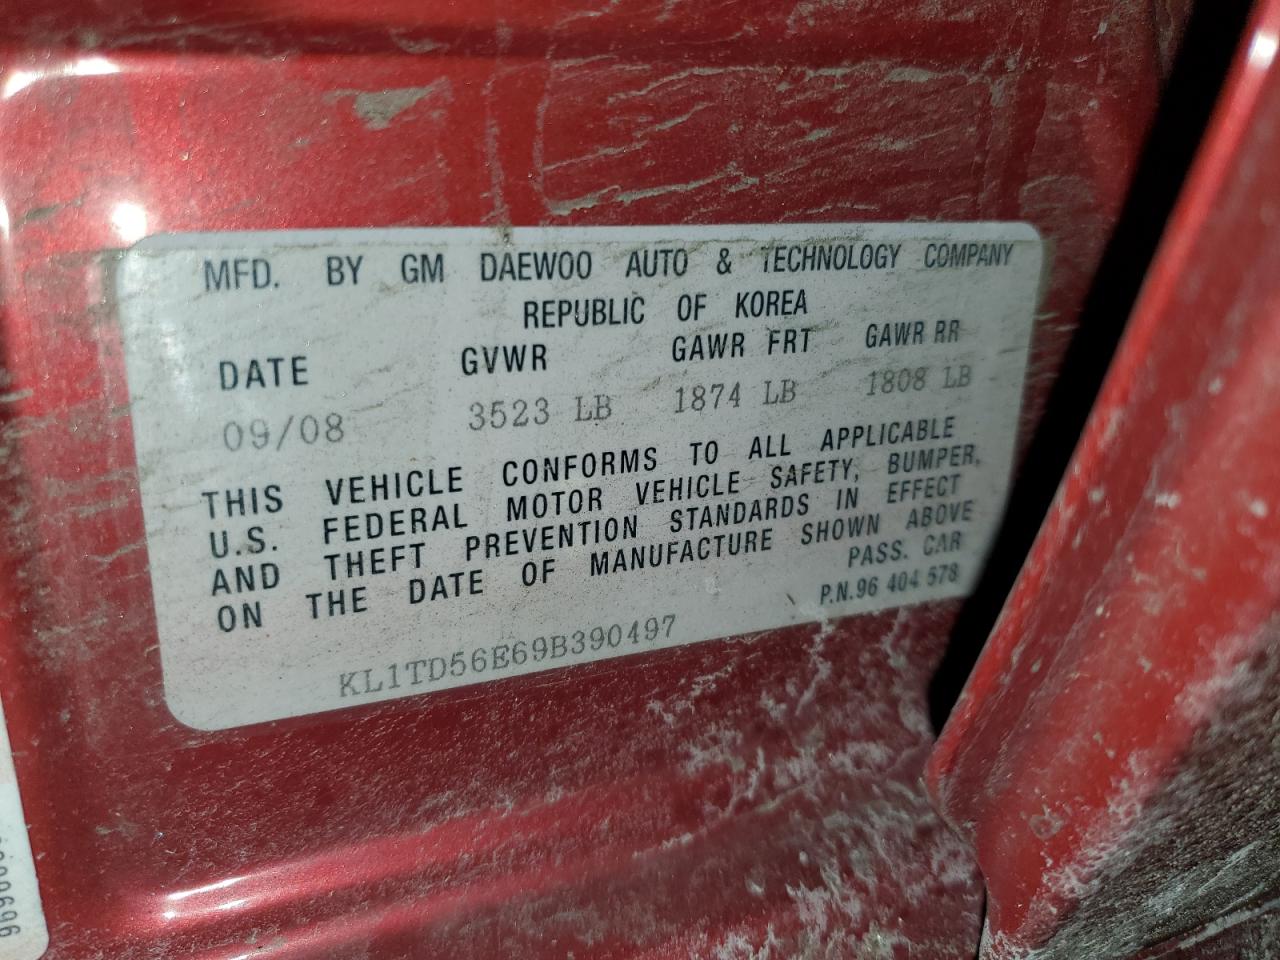 MFD. BY GM DAEWOO AUTO & TECHNOLOGY COMPANY
REPUBLIC OF KOREA
DATE GVWR GAWR FRT GAWR RR
09/08 3523 LB 1874 LB 1808 LB
THIS VEHICLE CONFORMS TO ALL APPLICABLE
U.S. FEDERAL MOTOR VEHICLE SAFETY, BUMPER,
AND THEFT PREVENTION STANDARDS IN EFFECT
ON THE DATE OF MANUFACTURE SHOWN ABOVE
PASS. CAR
P.N.96 404 578
KL1TD56E69B390497